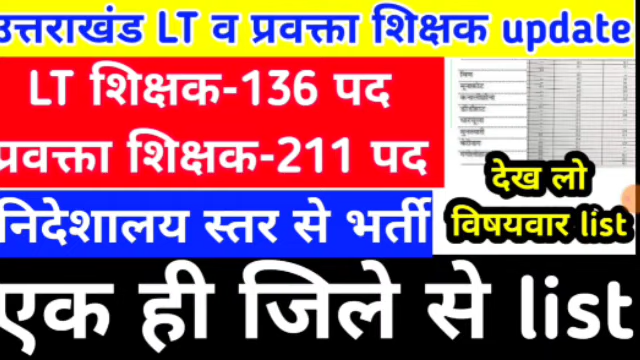 उत्तराखंड LT व प्रवक्ता शिक्षक update
LT शिक्षक-136 पद
प्रवक्ता शिक्षक-211 पद
निदेशालय स्तर से भर्ती
देख लो
विषयवार list
एक ही जिले से list